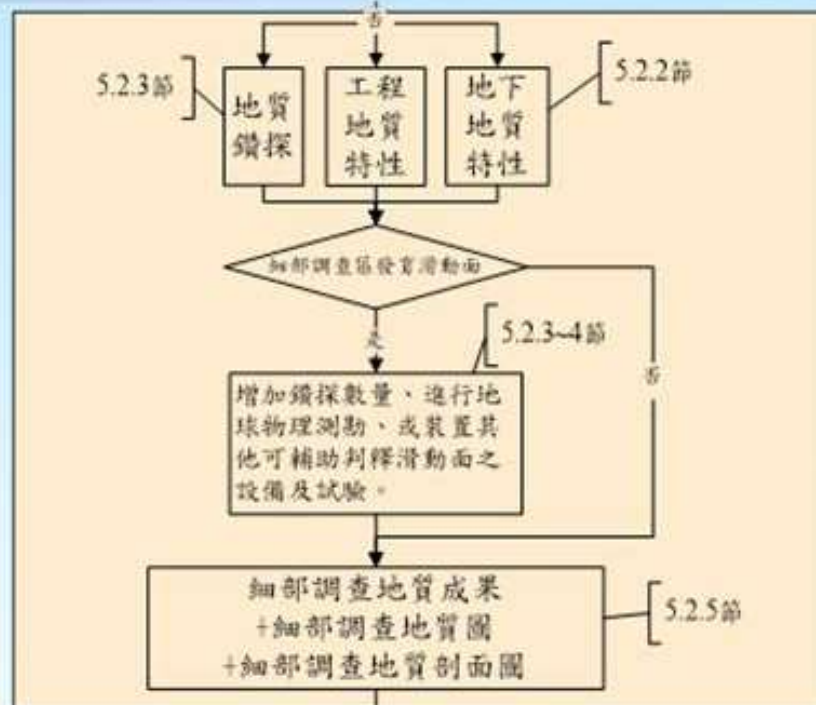 否
5.2.3節
地質
鑽探
工程
地質
特性
地下
地質
特性
5.2.2節
細部調查區發育滑動面
是
5.2.3~4節
否
增加鑽探數量、進行地
球物理測勘、或裝置其
他可輔助判釋滑動面之
設備及試驗。
細部調查地質成果
+細部調查地質圖
+細部調查地質剖面圖
5.2.5節